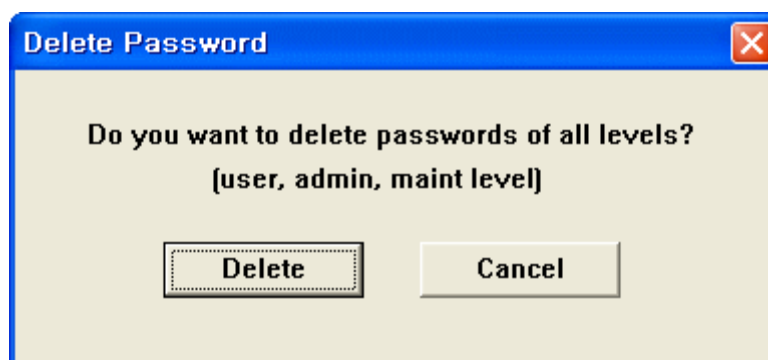 Delete Password
Do you want to delete passwords of all levels?
(user, admin, maint level)
Delete
Cancel